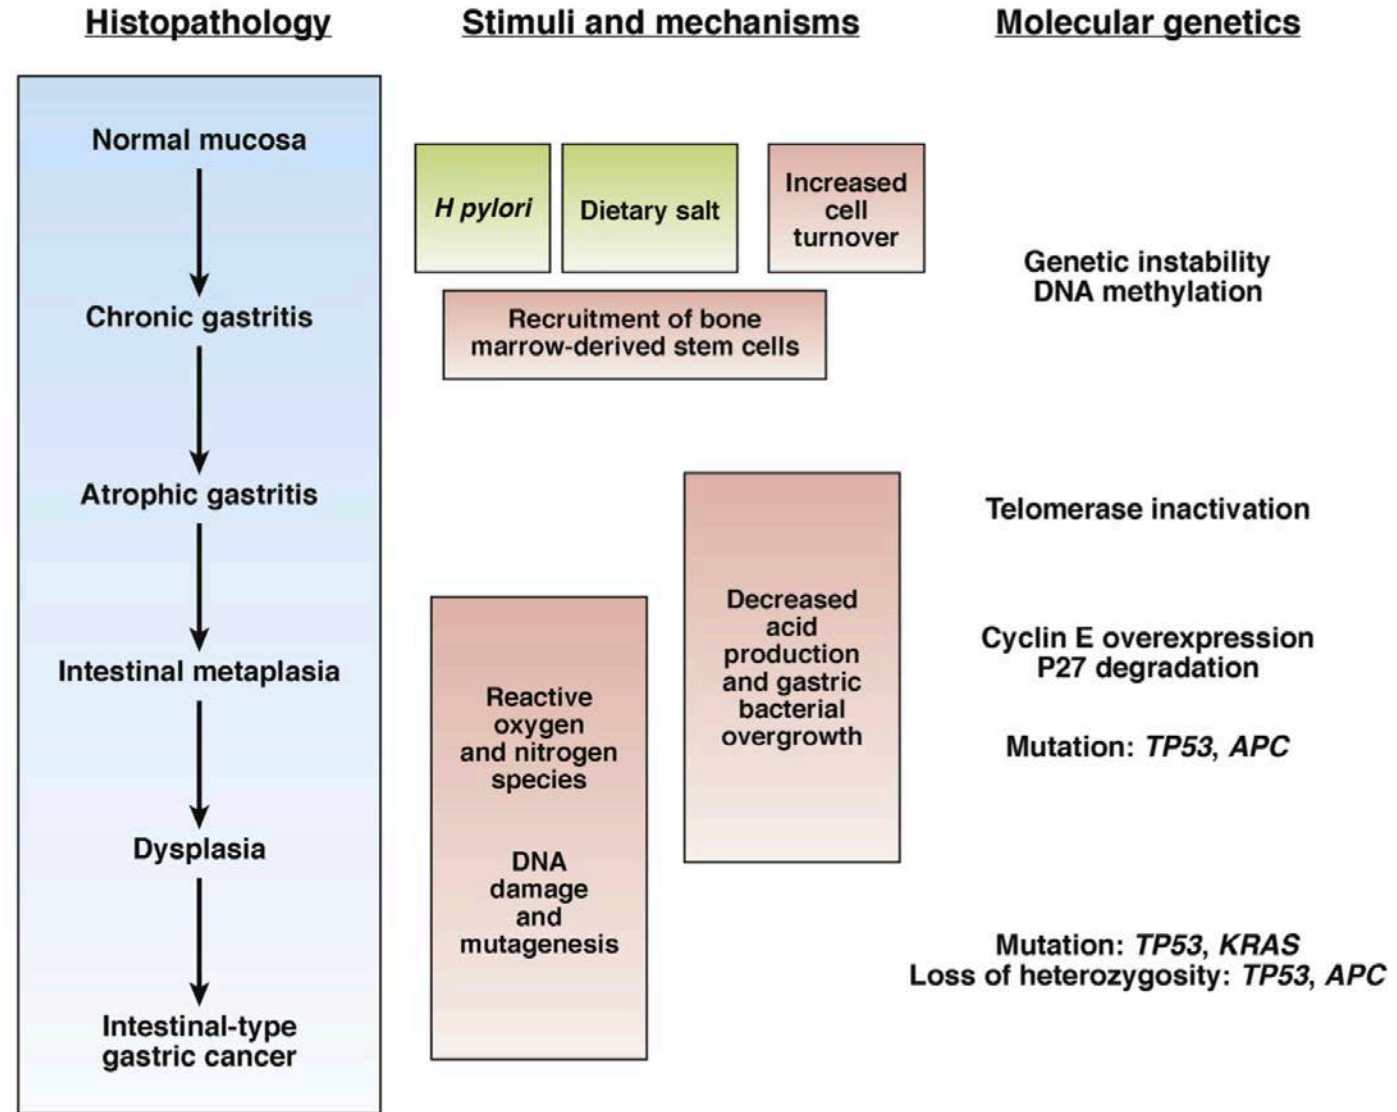 Histopathology
Stimuli and mechanisms
Molecular genetics
Normal mucosa
Chronic gastritis
Atrophic gastritis
Intestinal metaplasia
Dysplasia
Intestinal-type
gastric cancer
H pylori
Dietary salt
Increased
cell
turnover
Recruitment of bone
marrow-derived stem cells
Reactive
oxygen
and nitrogen
species
DNA
damage
and
mutagenesis
Decreased
acid
production
and gastric
bacterial
overgrowth
Genetic instability
DNA methylation
Telomerase inactivation
Cyclin E overexpression
P27 degradation
Mutation: TP53, APC
Mutation: TP53, KRAS
Loss of heterozygosity: TP53, APC